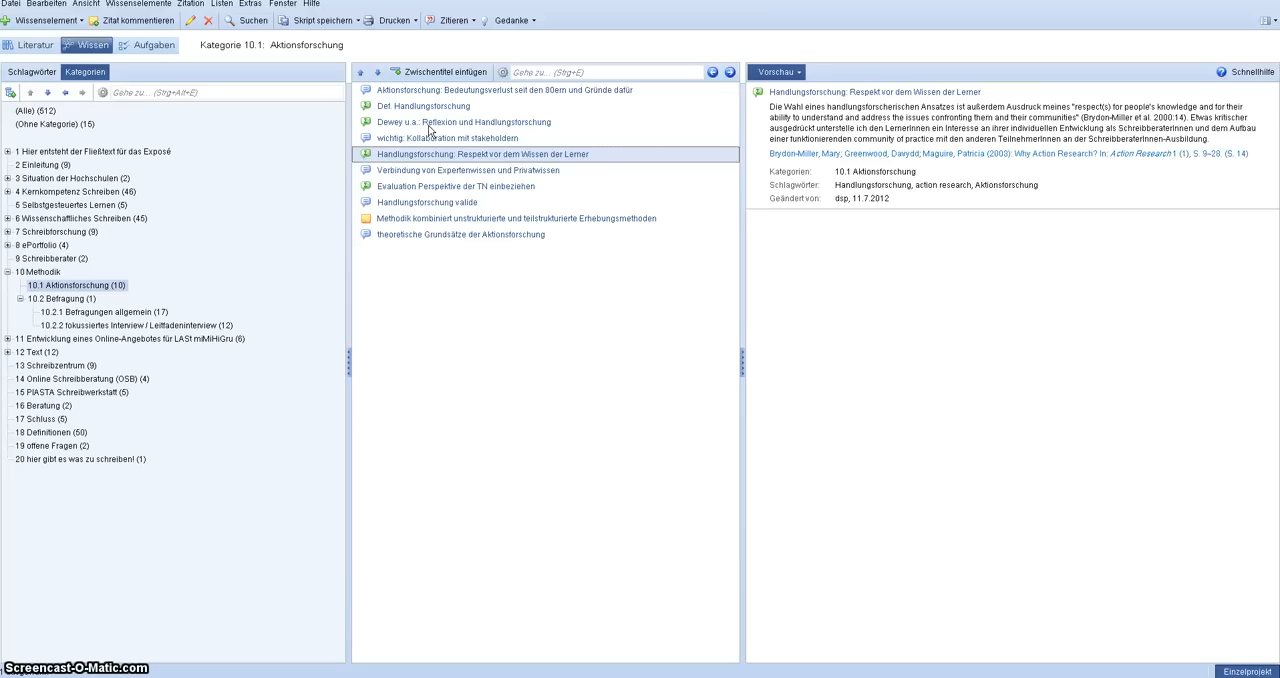 Datei Bearbeiten Ansicht Wissenselemente Zitation Listen Extras Fenster Hilfe
Wissenselement Zitat kommentieren Suchen Skript speichern Drucken Zitieren Gedanke
Literatur Wissen Aufgaben Kategorie 10.1: Aktionsforschung
Schlagwörter Kategorien
Gehe zu... (Strg+Alt+E)
(Alle) (512)
(Ohne Kategorie) (15)
1 Hier entsteht der Fließtext für das Exposé
2 Einleitung (9)
3 Situation der Hochschulen (2)
4 Kernkompetenz Schreiben (46)
5 Selbstgesteuertes Lernen (5)
6 Wissenschaftliches Schreiben (45)
7 Schreibforschung (9)
8 ePortfolio (4)
9 Schreibberater (2)
10 Methodik
10.1 Aktionsforschung (10)
10.2 Befragung (1)
10.2.1 Befragungen allgemein (17)
10.2.2 fokussiertes Interview / Leitfadeninterview (12)
11 Entwicklung eines Online-Angebotes für LASt miMiHiGru (6)
12 Text (12)
13 Schreibzentrum (9)
14 Online Schreibberatung (OSB) (4)
15 PIASTA Schreibwerkstatt (5)
16 Beratung (2)
17 Schluss (5)
18 Definitionen (50)
19 offene Fragen (2)
20 hier gibt es was zu schreiben! (1)
Zwischentitel einfügen Gehe zu... (Strg+E)
Aktionsforschung: Bedeutungsverlust seit den 80ern und Gründe dafür
Def. Handlungsforschung
Dewey u.a.: Reflexion und Handlungsforschung
wichtig: Kollaboration mit stakeholdern
Handlungsforschung: Respekt vor dem Wissen der Lerner
Verbindung von Expertenwissen und Privatwissen
Evaluation Perspektive der TN einbeziehen
Handlungsforschung valide
Methodik kombiniert unstrukturierte und teilstrukturierte Erhebungsmethoden
theoretische Grundsätze der Aktionsforschung
Vorschau Schnellhilfe
Handlungsforschung: Respekt vor dem Wissen der Lerner
Die Wahl eines handlungsforscherischen Ansatzes ist außerdem Ausdruck meines "respect(s) for people's knowledge and for their
ability to understand and address the issues confronting them and their communities" (Brydon-Miller et al. 2000:14). Etwas kritischer
ausgedrückt unterstelle ich den LernerInnen ein Interesse an ihrer individuellen Entwicklung als SchreibberaterInnen und dem Aufbau
einer funktionierenden community of practice mit den anderen TeilnehmerInnen an der SchreibberaterInnen-Ausbildung.
Brydon-Miller, Mary; Greenwood, Davydd; Maguire, Patricia (2003): Why Action Research? In: Action Research 1 (1), S. 9–28 (S. 14)
Kategorien: 10.1 Aktionsforschung
Schlagwörter: Handlungsforschung, action research, Aktionsforschung
Geändert von: dsp, 11.7.2012
Screencast-O-Matic.com
Einzelprojekt